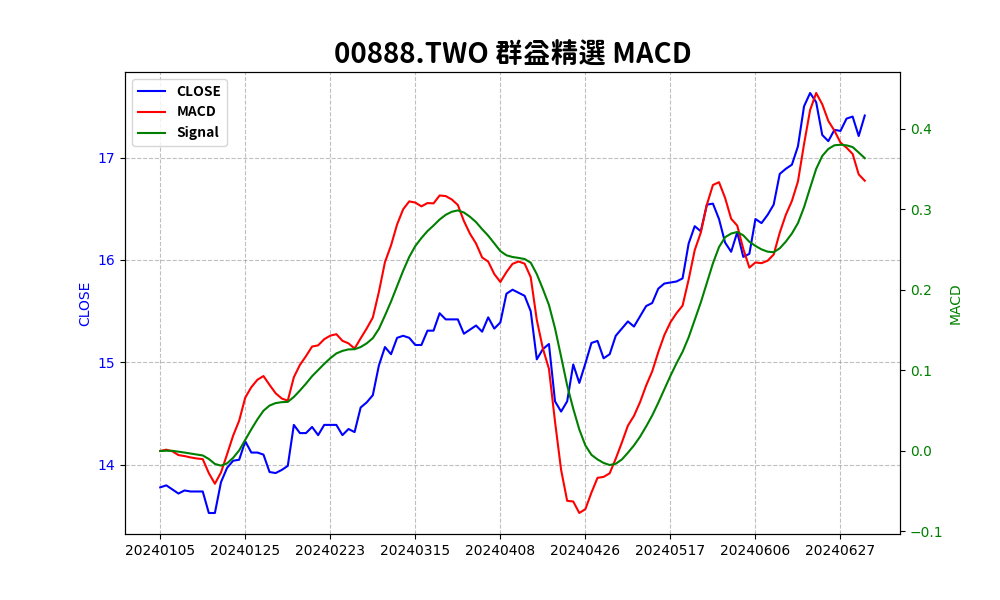 00888.TWO 群益精選 MACD
CLOSE
MACD
Signal
17
16
15
14
CLOSE
0.4
0.3
0.2
0.1
0.0
−0.1
MACD
20240105 20240125 20240223 20240315 20240408 20240426 20240517 20240606 20240627